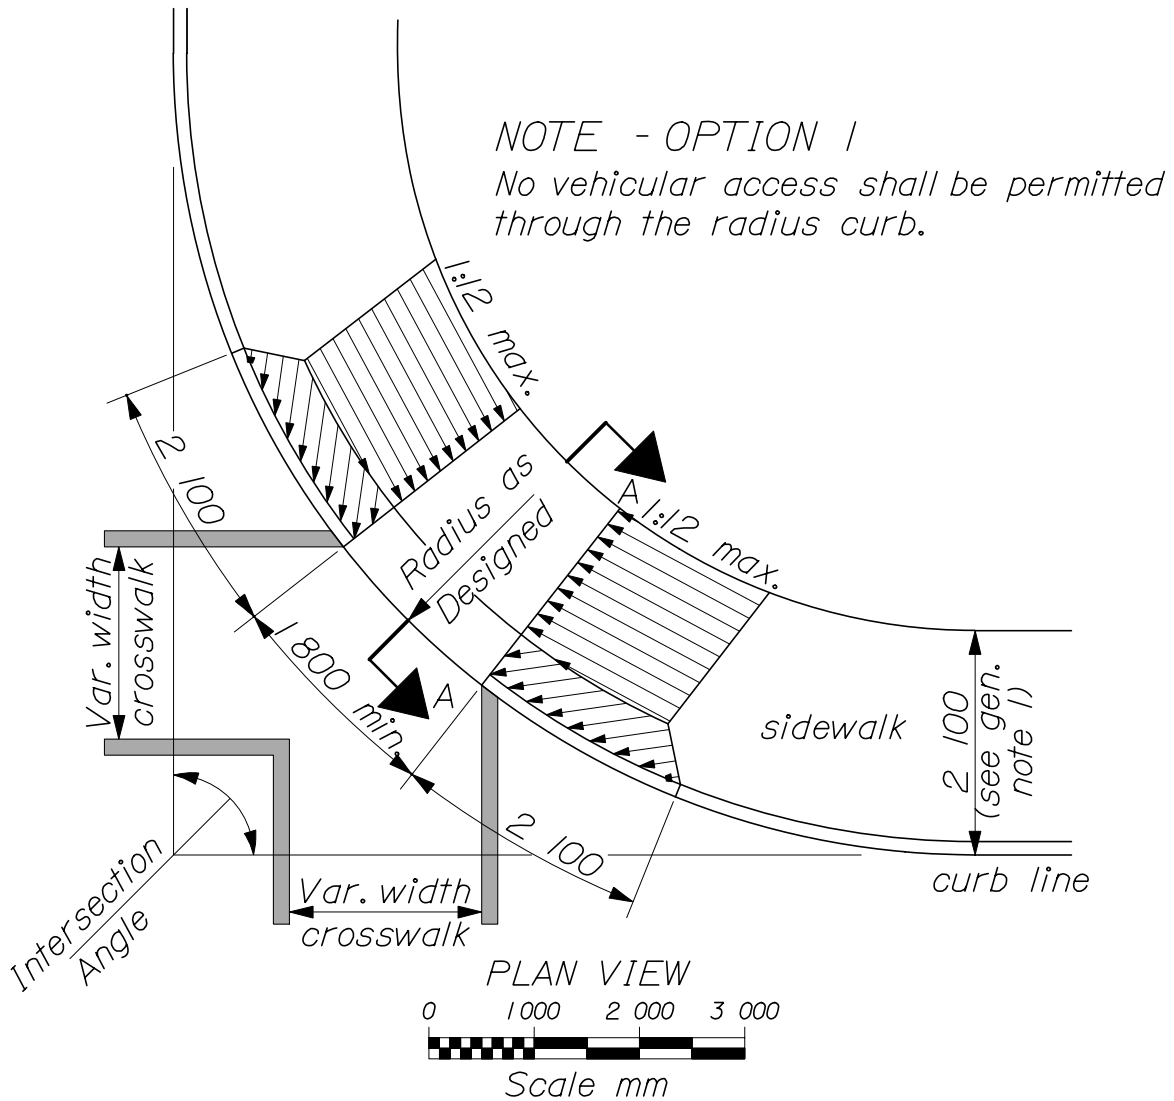 NOTE - OPTION 1
No vehicular access shall be permitted
through the radius curb.
1:12 max.
2 100
Radius as
Designed
A
1:12 max.
Var. width
crosswalk
1 800 min.
A
sidewalk
2 100
(see gen.
note 1)
2 100
curb line
Intersection
Angle
Var. width
crosswalk
PLAN VIEW
0 1 000 2 000 3 000
Scale mm